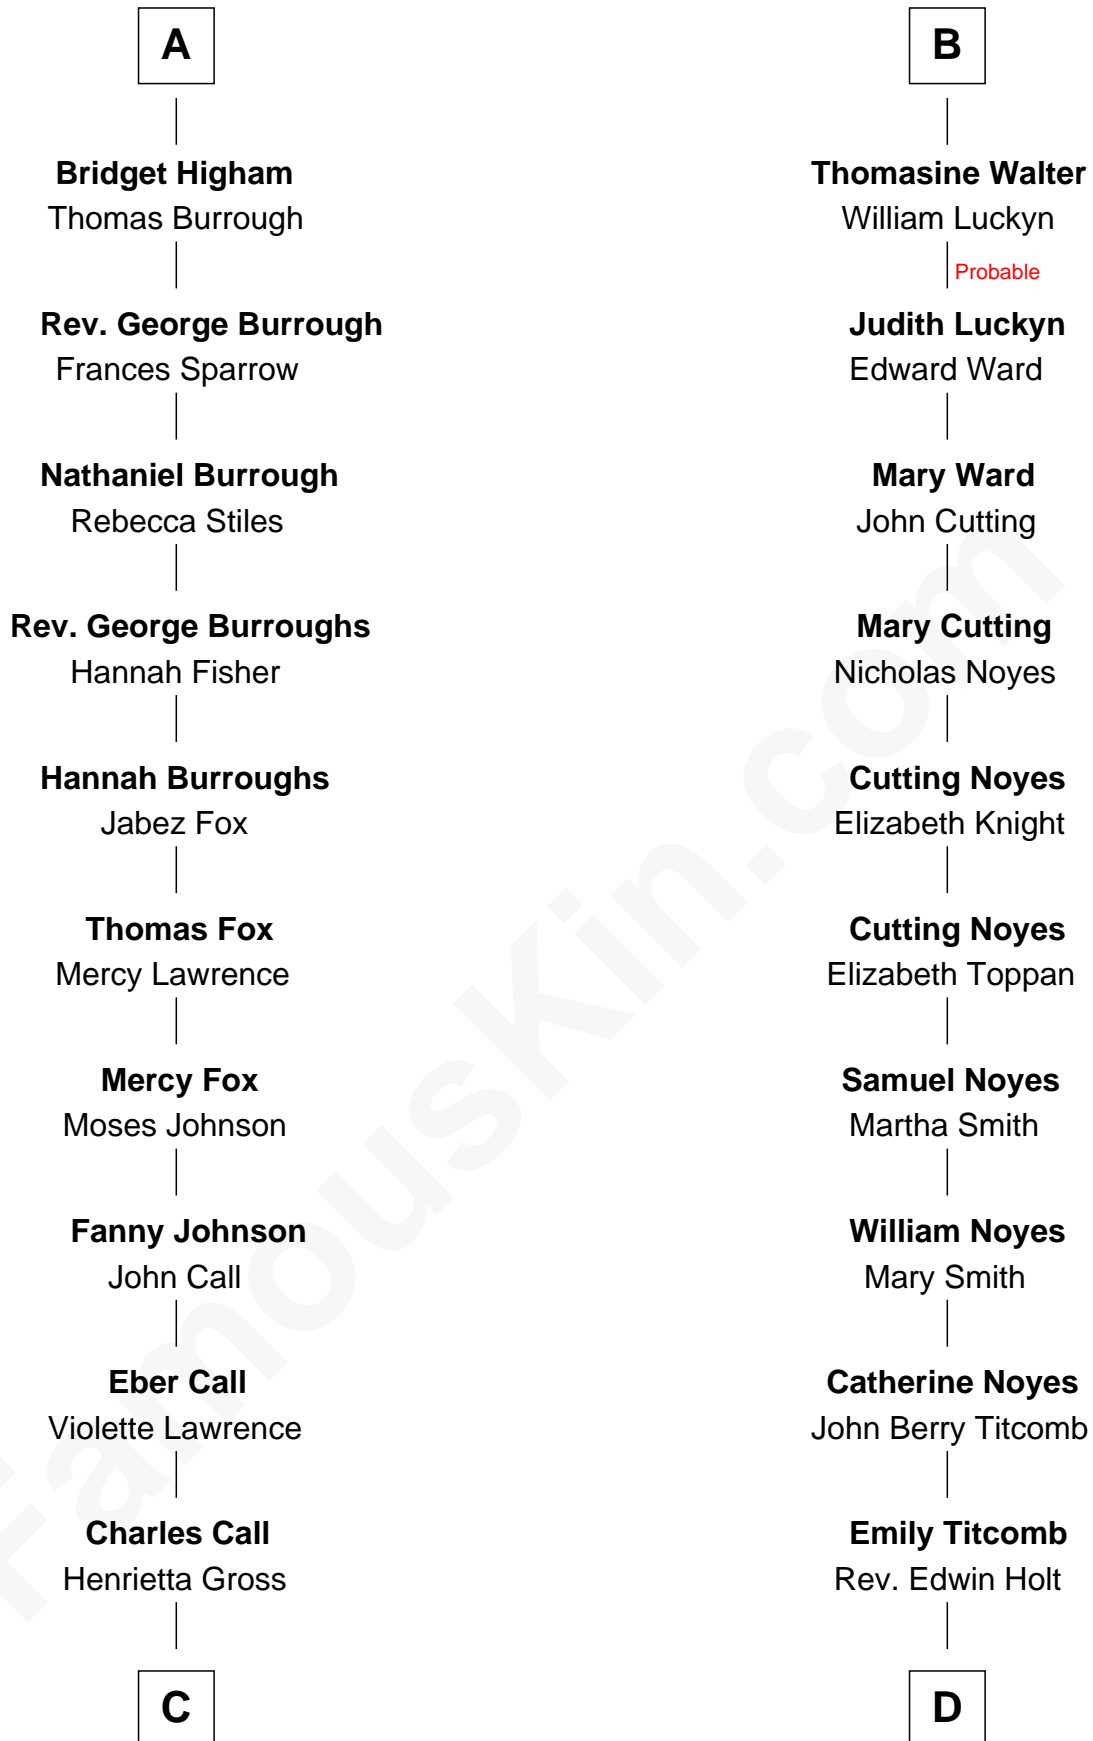 A
Bridget Higham
Thomas Burrough
Rev. George Burrough
Frances Sparrow
Nathaniel Burrough
Rebecca Stiles
Rev. George Burroughs
Hannah Fisher
Hannah Burroughs
Jabez Fox
Thomas Fox
Mercy Lawrence
Mercy Fox
Moses Johnson
Fanny Johnson
John Call
Eber Call
Violette Lawrence
Charles Call
Henrietta Gross
C
B
Thomasine Walter
William Luckyn
Probable
Judith Luckyn
Edward Ward
Mary Ward
John Cutting
Mary Cutting
Nicholas Noyes
Cutting Noyes
Elizabeth Knight
Cutting Noyes
Elizabeth Toppan
Samuel Noyes
Martha Smith
William Noyes
Mary Smith
Catherine Noyes
John Berry Titcomb
Emily Titcomb
Rev. Edwin Holt
D
FamousKin.com